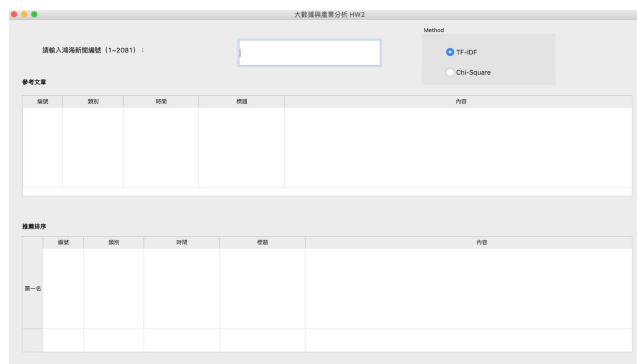 大數據與產業分析 HW2
Method
請輸入鴻海新聞編號（1~2081）：
TF-IDF
Chi-Square
參考文章
編號 類別 時間 標題 內容
推薦排序
編號 類別 時間 標題 內容
第一名